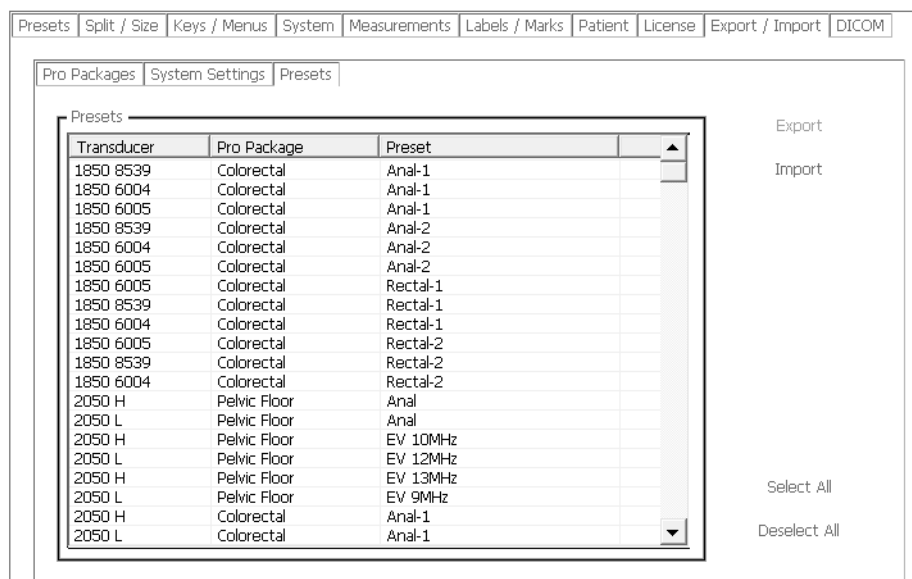 Presets Split / Size Keys / Menus System Measurements Labels / Marks Patient License Export / Import DICOM
Pro Packages System Settings Presets
Presets
Export
Import
Transducer Pro Package Preset
1850 8539 Colorectal Anal-1
1850 6004 Colorectal Anal-1
1850 6005 Colorectal Anal-1
1850 8539 Colorectal Anal-2
1850 6004 Colorectal Anal-2
1850 6005 Colorectal Anal-2
1850 6005 Colorectal Rectal-1
1850 8539 Colorectal Rectal-1
1850 6004 Colorectal Rectal-1
1850 6005 Colorectal Rectal-2
1850 8539 Colorectal Rectal-2
1850 6004 Colorectal Rectal-2
2050 H Pelvic Floor Anal
2050 L Pelvic Floor Anal
2050 H Pelvic Floor EV 10MHz
2050 L Pelvic Floor EV 12MHz
2050 H Pelvic Floor EV 13MHz
2050 L Pelvic Floor EV 9MHz
2050 H Colorectal Anal-1
2050 L Colorectal Anal-1
Select All
Deselect All